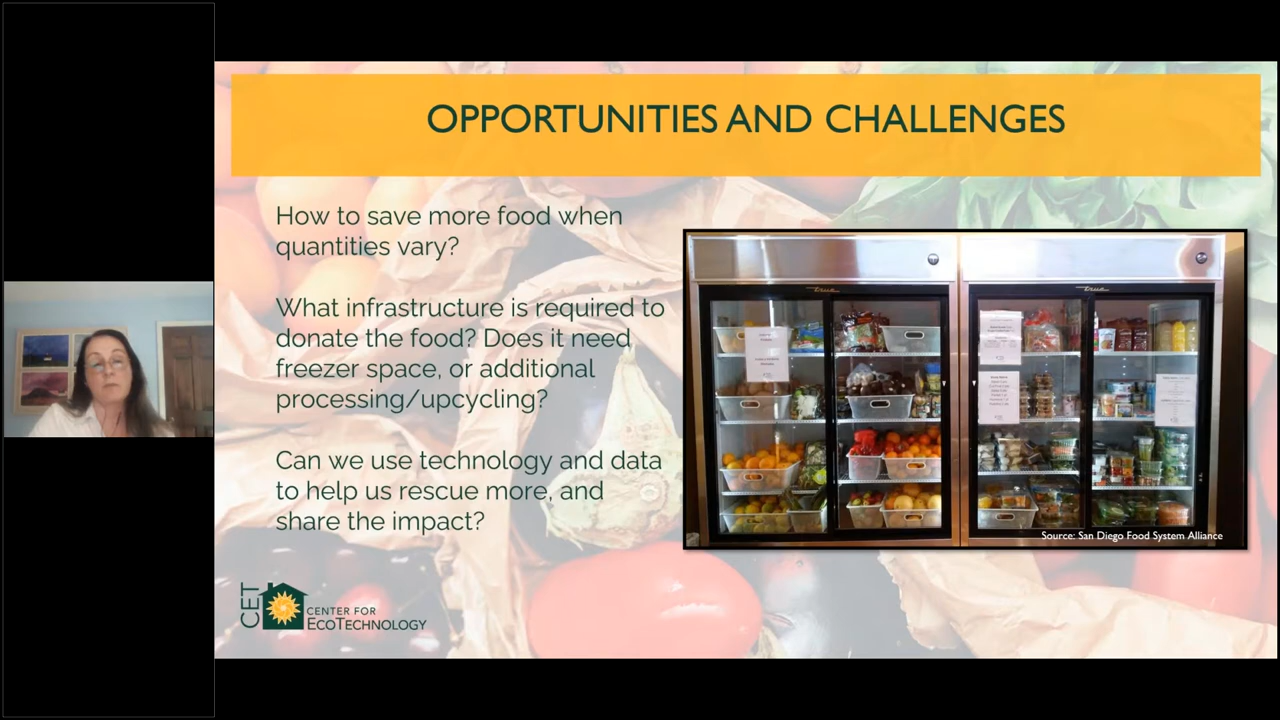 OPPORTUNITIES AND CHALLENGES
How to save more food when
quantities vary?
What infrastructure is required to
donate the food? Does it need
freezer space, or additional
processing/upcycling?
Can we use technology and data
to help us rescue more, and
share the impact?
True
True
Source: San Diego Food System Alliance
CET
CENTER FOR
ECOTECHNOLOGY